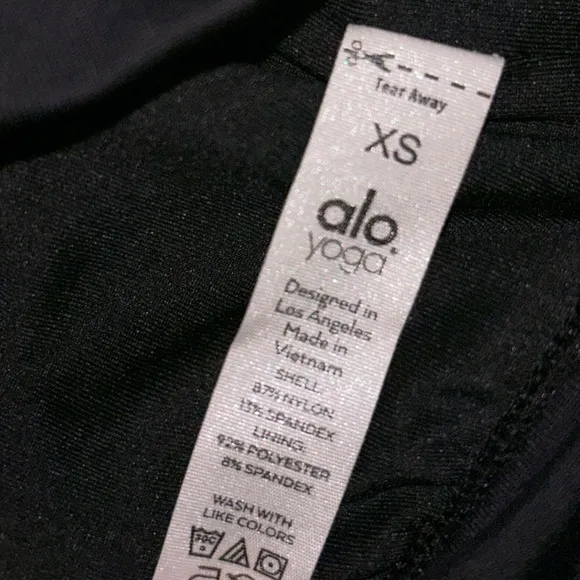 Tear Away
XS
alo
yoga
Designed in
Los Angeles
Made in
Vietnam
SHELL:
87% NYLON
13% SPANDEX
LINING:
92% POLYESTER
8% SPANDEX
WASH WITH
LIKE COLORS
30C